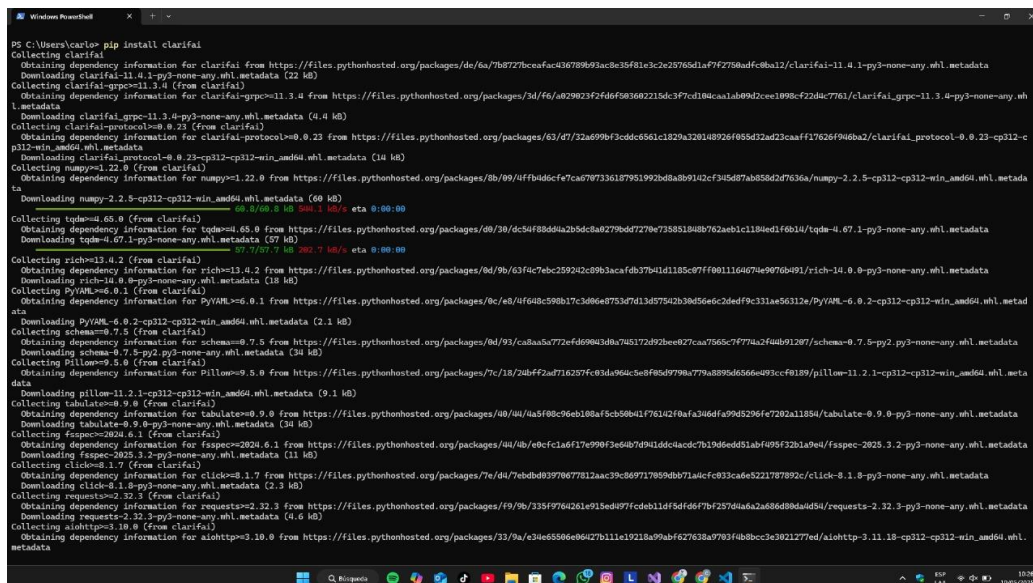 Windows PowerShell
PS C:\Users\carlo> pip install clarifai
Collecting clarifai
Obtaining dependency information for clarifai from https://files.pythonhosted.org/packages/de/6a/7b8727bceafac436789b93ac8e35f81e3c2e25765d1af7f2750adfc0ba12/clarifai-11.4.1-py3-none-any.whl.metadata
Downloading clarifai-11.4.1-py3-none-any.whl.metadata (22 kB)
Collecting clarifai-grpc>=11.3.4 (from clarifai)
Obtaining dependency information for clarifai-grpc>=11.3.4 from https://files.pythonhosted.org/packages/3d/f6/a029023f2fd6f503602215dc3f7cd104caa1ab09d2cee1098cf22d4c7761/clarifai_grpc-11.3.4-py3-none-any.wh
l.metadata
Downloading clarifai_grpc-11.3.4-py3-none-any.whl.metadata (4.4 kB)
Collecting clarifai-protocol>=0.0.23 (from clarifai)
Obtaining dependency information for clarifai-protocol>=0.0.23 from https://files.pythonhosted.org/packages/63/d7/32a699bf3cddc6561c1829a320148926f055d32ad23caaff17626f946ba2/clarifai_protocol-0.0.23-cp312-c
p312-win_amd64.whl.metadata
Downloading clarifai_protocol-0.0.23-cp312-cp312-win_amd64.whl.metadata (14 kB)
Collecting numpy>=1.22.0 (from clarifai)
Obtaining dependency information for numpy>=1.22.0 from https://files.pythonhosted.org/packages/8b/09/4ffb4d6cfe7ca6707336187951992bd8a8b9142cf345d87ab858d2d7636a/numpy-2.2.5-cp312-cp312-win_amd64.whl.metada
ta
Downloading numpy-2.2.5-cp312-cp312-win_amd64.whl.metadata (60 kB)
60.8/60.8 kB 544.1 kB/s eta 0:00:00
Collecting tqdm>=4.65.0 (from clarifai)
Obtaining dependency information for tqdm>=4.65.0 from https://files.pythonhosted.org/packages/d0/30/dc54f88dd4a2b5dc8a0279bdd7270e735851848b762aeb1c1184ed1f6b14/tqdm-4.67.1-py3-none-any.whl.metadata
Downloading tqdm-4.67.1-py3-none-any.whl.metadata (57 kB)
57.7/57.7 kB 202.7 kB/s eta 0:00:00
Collecting rich>=13.4.2 (from clarifai)
Obtaining dependency information for rich>=13.4.2 from https://files.pythonhosted.org/packages/0d/9b/63f4c7ebc259242c89b3acafdb37b41d1185c07ff0011164674e9076b491/rich-14.0.0-py3-none-any.whl.metadata
Downloading rich-14.0.0-py3-none-any.whl.metadata (18 kB)
Collecting PyYAML>=6.0.1 (from clarifai)
Obtaining dependency information for PyYAML>=6.0.1 from https://files.pythonhosted.org/packages/0c/e8/4f648c598b17c3d06e8753d7d13d57542b30d56e6c2dedf9c331ae56312e/PyYAML-6.0.2-cp312-cp312-win_amd64.whl.metad
ata
Downloading PyYAML-6.0.2-cp312-cp312-win_amd64.whl.metadata (2.1 kB)
Collecting schema==0.7.5 (from clarifai)
Obtaining dependency information for schema==0.7.5 from https://files.pythonhosted.org/packages/0d/93/ca8aa5a772efd69043d0a745172d92bee027caa7565c7f774a2f44b91207/schema-0.7.5-py2.py3-none-any.whl.metadata
Downloading schema-0.7.5-py2.py3-none-any.whl.metadata (34 kB)
Collecting Pillow>=9.5.0 (from clarifai)
Obtaining dependency information for Pillow>=9.5.0 from https://files.pythonhosted.org/packages/7c/18/24bff2ad716257fc03da964c5e8f05d9790a779a8895d6566e493ccf0189/pillow-11.2.1-cp312-cp312-win_amd64.whl.meta
data
Downloading pillow-11.2.1-cp312-cp312-win_amd64.whl.metadata (9.1 kB)
Collecting tabulate>=0.9.0 (from clarifai)
Obtaining dependency information for tabulate>=0.9.0 from https://files.pythonhosted.org/packages/40/44/4a5f08c96eb108af5cb50b41f76142f0afa346dfa99d5296fe7202a11854/tabulate-0.9.0-py3-none-any.whl.metadata
Downloading tabulate-0.9.0-py3-none-any.whl.metadata (34 kB)
Collecting fsspec>=2024.6.1 (from clarifai)
Obtaining dependency information for fsspec>=2024.6.1 from https://files.pythonhosted.org/packages/44/4b/e0cfc1a6f17e990f3e64b7d941ddc4acdc7b19d6edd51abf495f32b1a9e4/fsspec-2025.3.2-py3-none-any.whl.metadata
Downloading fsspec-2025.3.2-py3-none-any.whl.metadata (11 kB)
Collecting click>=8.1.7 (from clarifai)
Obtaining dependency information for click>=8.1.7 from https://files.pythonhosted.org/packages/7e/d4/7ebdbd03970677812aac39c869717059dbb71a4cfc033ca6e5221787892c/click-8.1.8-py3-none-any.whl.metadata
Downloading click-8.1.8-py3-none-any.whl.metadata (2.3 kB)
Collecting requests>=2.32.3 (from clarifai)
Obtaining dependency information for requests>=2.32.3 from https://files.pythonhosted.org/packages/f9/9b/335f9764261e915ed497fcdeb11df5dfd6f7bf257d4a6a2a686d80da4d54/requests-2.32.3-py3-none-any.whl.metadata
Downloading requests-2.32.3-py3-none-any.whl.metadata (4.6 kB)
Collecting aiohttp>=3.10.0 (from clarifai)
Obtaining dependency information for aiohttp>=3.10.0 from https://files.pythonhosted.org/packages/33/9a/e34e65506e06427b111e19218a99abf627638a9703f4b8bcc3e3021277ed/aiohttp-3.11.18-cp312-cp312-win_amd64.whl.
metadata
Búsqueda
ESP